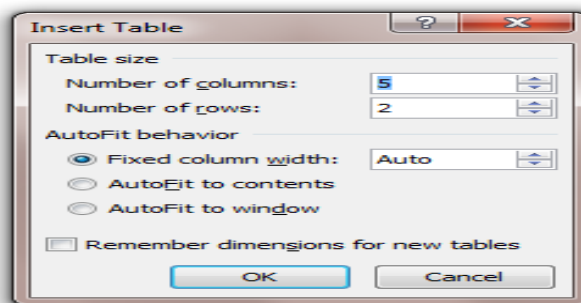 Insert Table
?
Table size
Number of columns: 5
Number of rows: 2
AutoFit behavior
Fixed column width: Auto
AutoFit to contents
AutoFit to window
Remember dimensions for new tables
OK Cancel